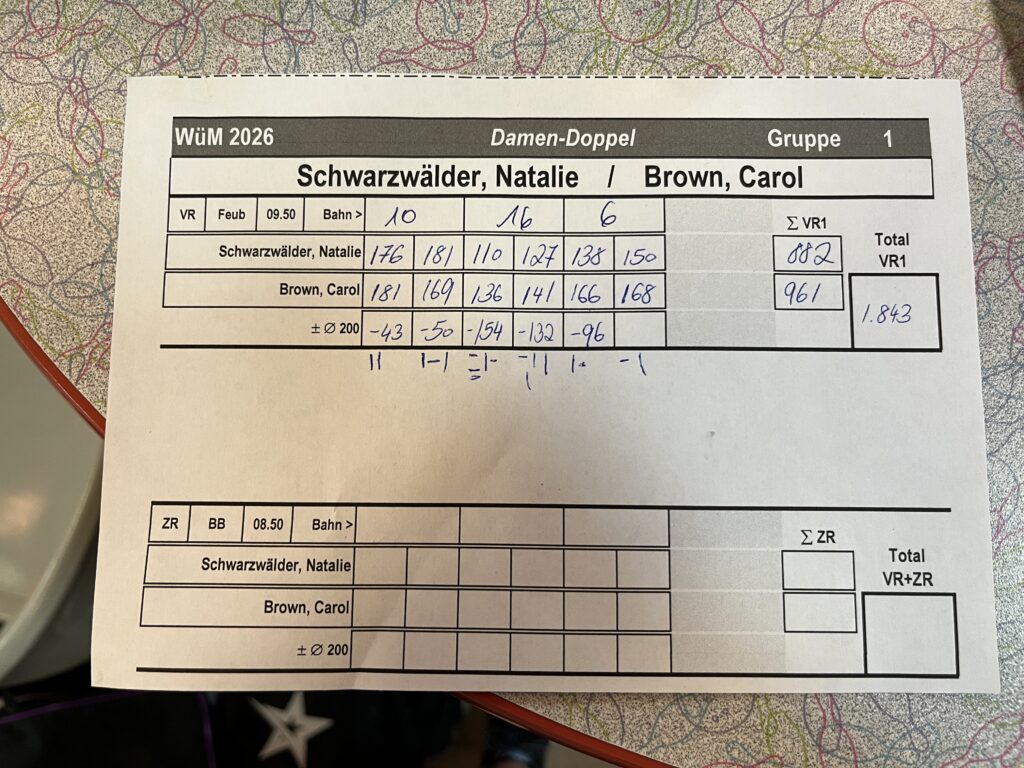 WüM 2026 Damen-Doppel Gruppe 1
Schwarzwälder, Natalie / Brown, Carol
VR Feub 09.50 Bahn > 10 16 6 Σ VR1
Total VR1
Schwarzwälder, Natalie 176 181 110 127 138 150 882
Brown, Carol 181 169 136 141 166 168 961
1.843
± Ø 200 -43 -50 -154 -132 -96
ZR BB 08.50 Bahn > Σ ZR
Total VR+ZR
Schwarzwälder, Natalie
Brown, Carol
± Ø 200